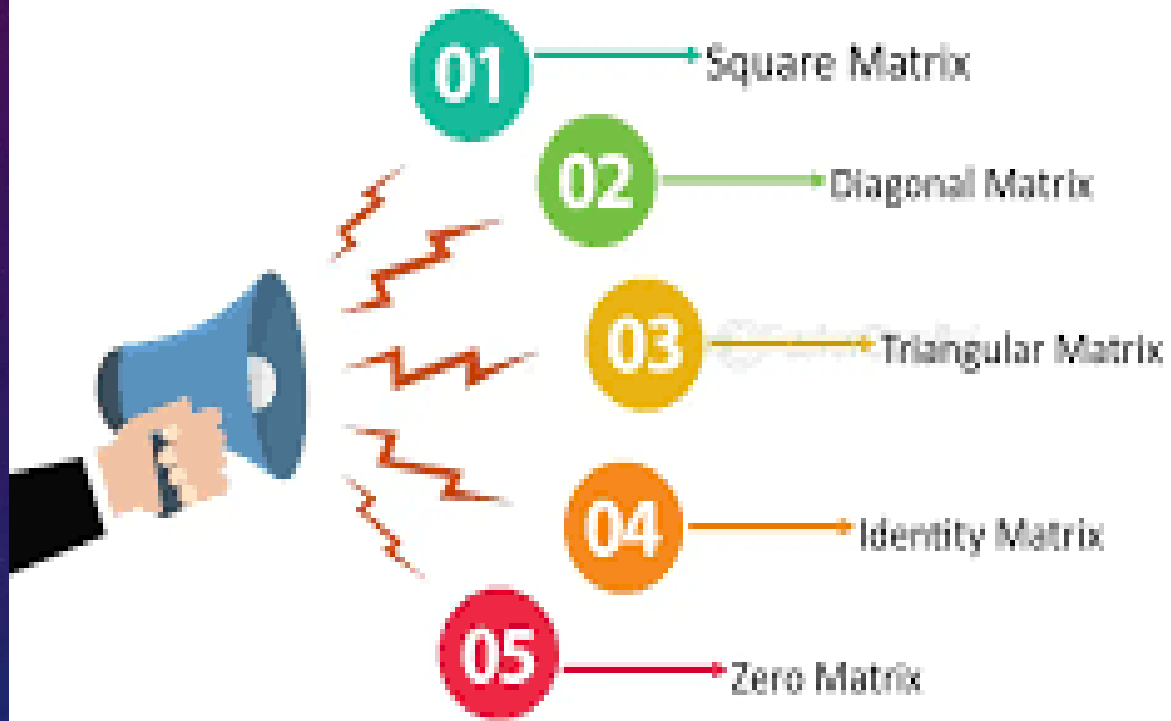 01 Square Matrix
02 Diagonal Matrix
03 Triangular Matrix
04 Identity Matrix
05 Zero Matrix